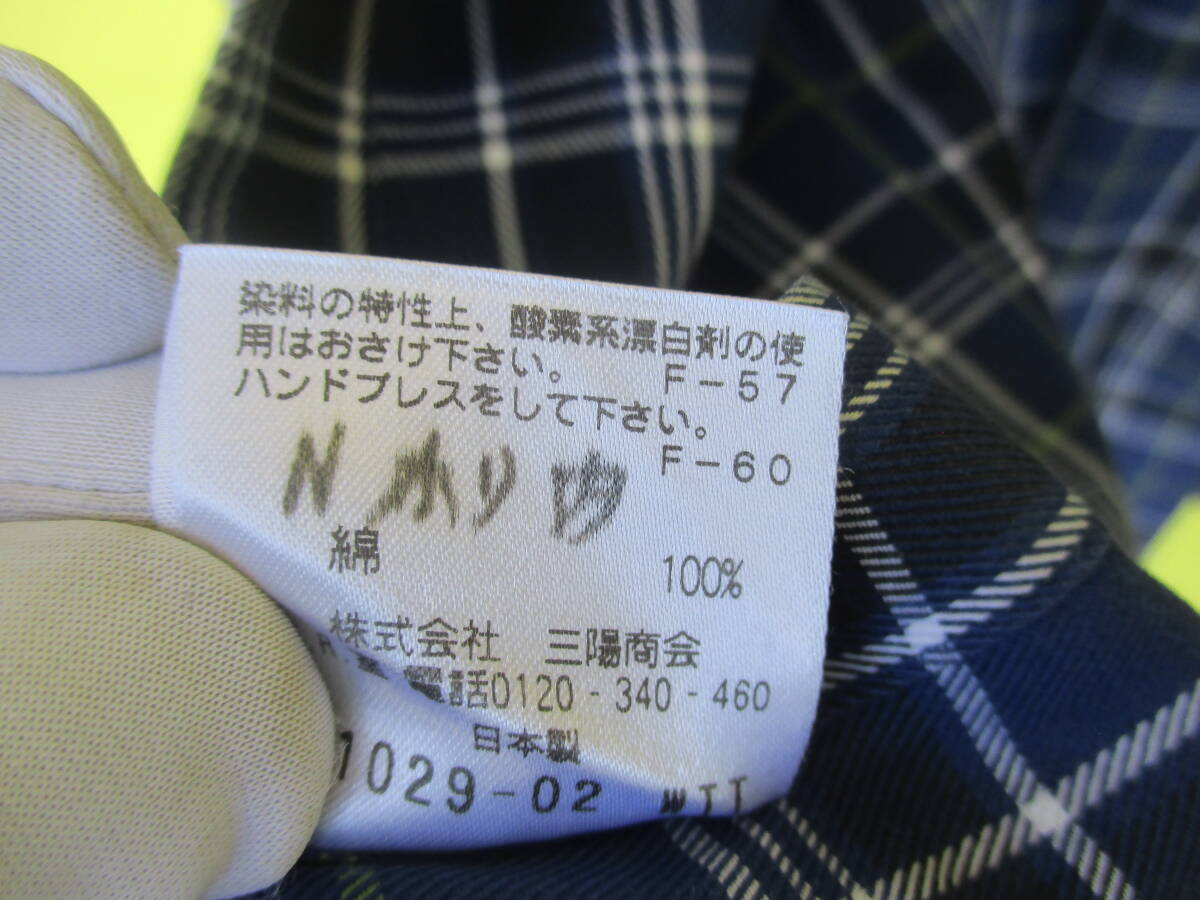 染料の特性上、酸素系漂白剤の使
用はおさけ下さい。 F-57
ハンドプレスをして下さい。
F-60
綿 100%
株式会社 三陽商会
電話0120-340-460
日本製
1029-02 WTT